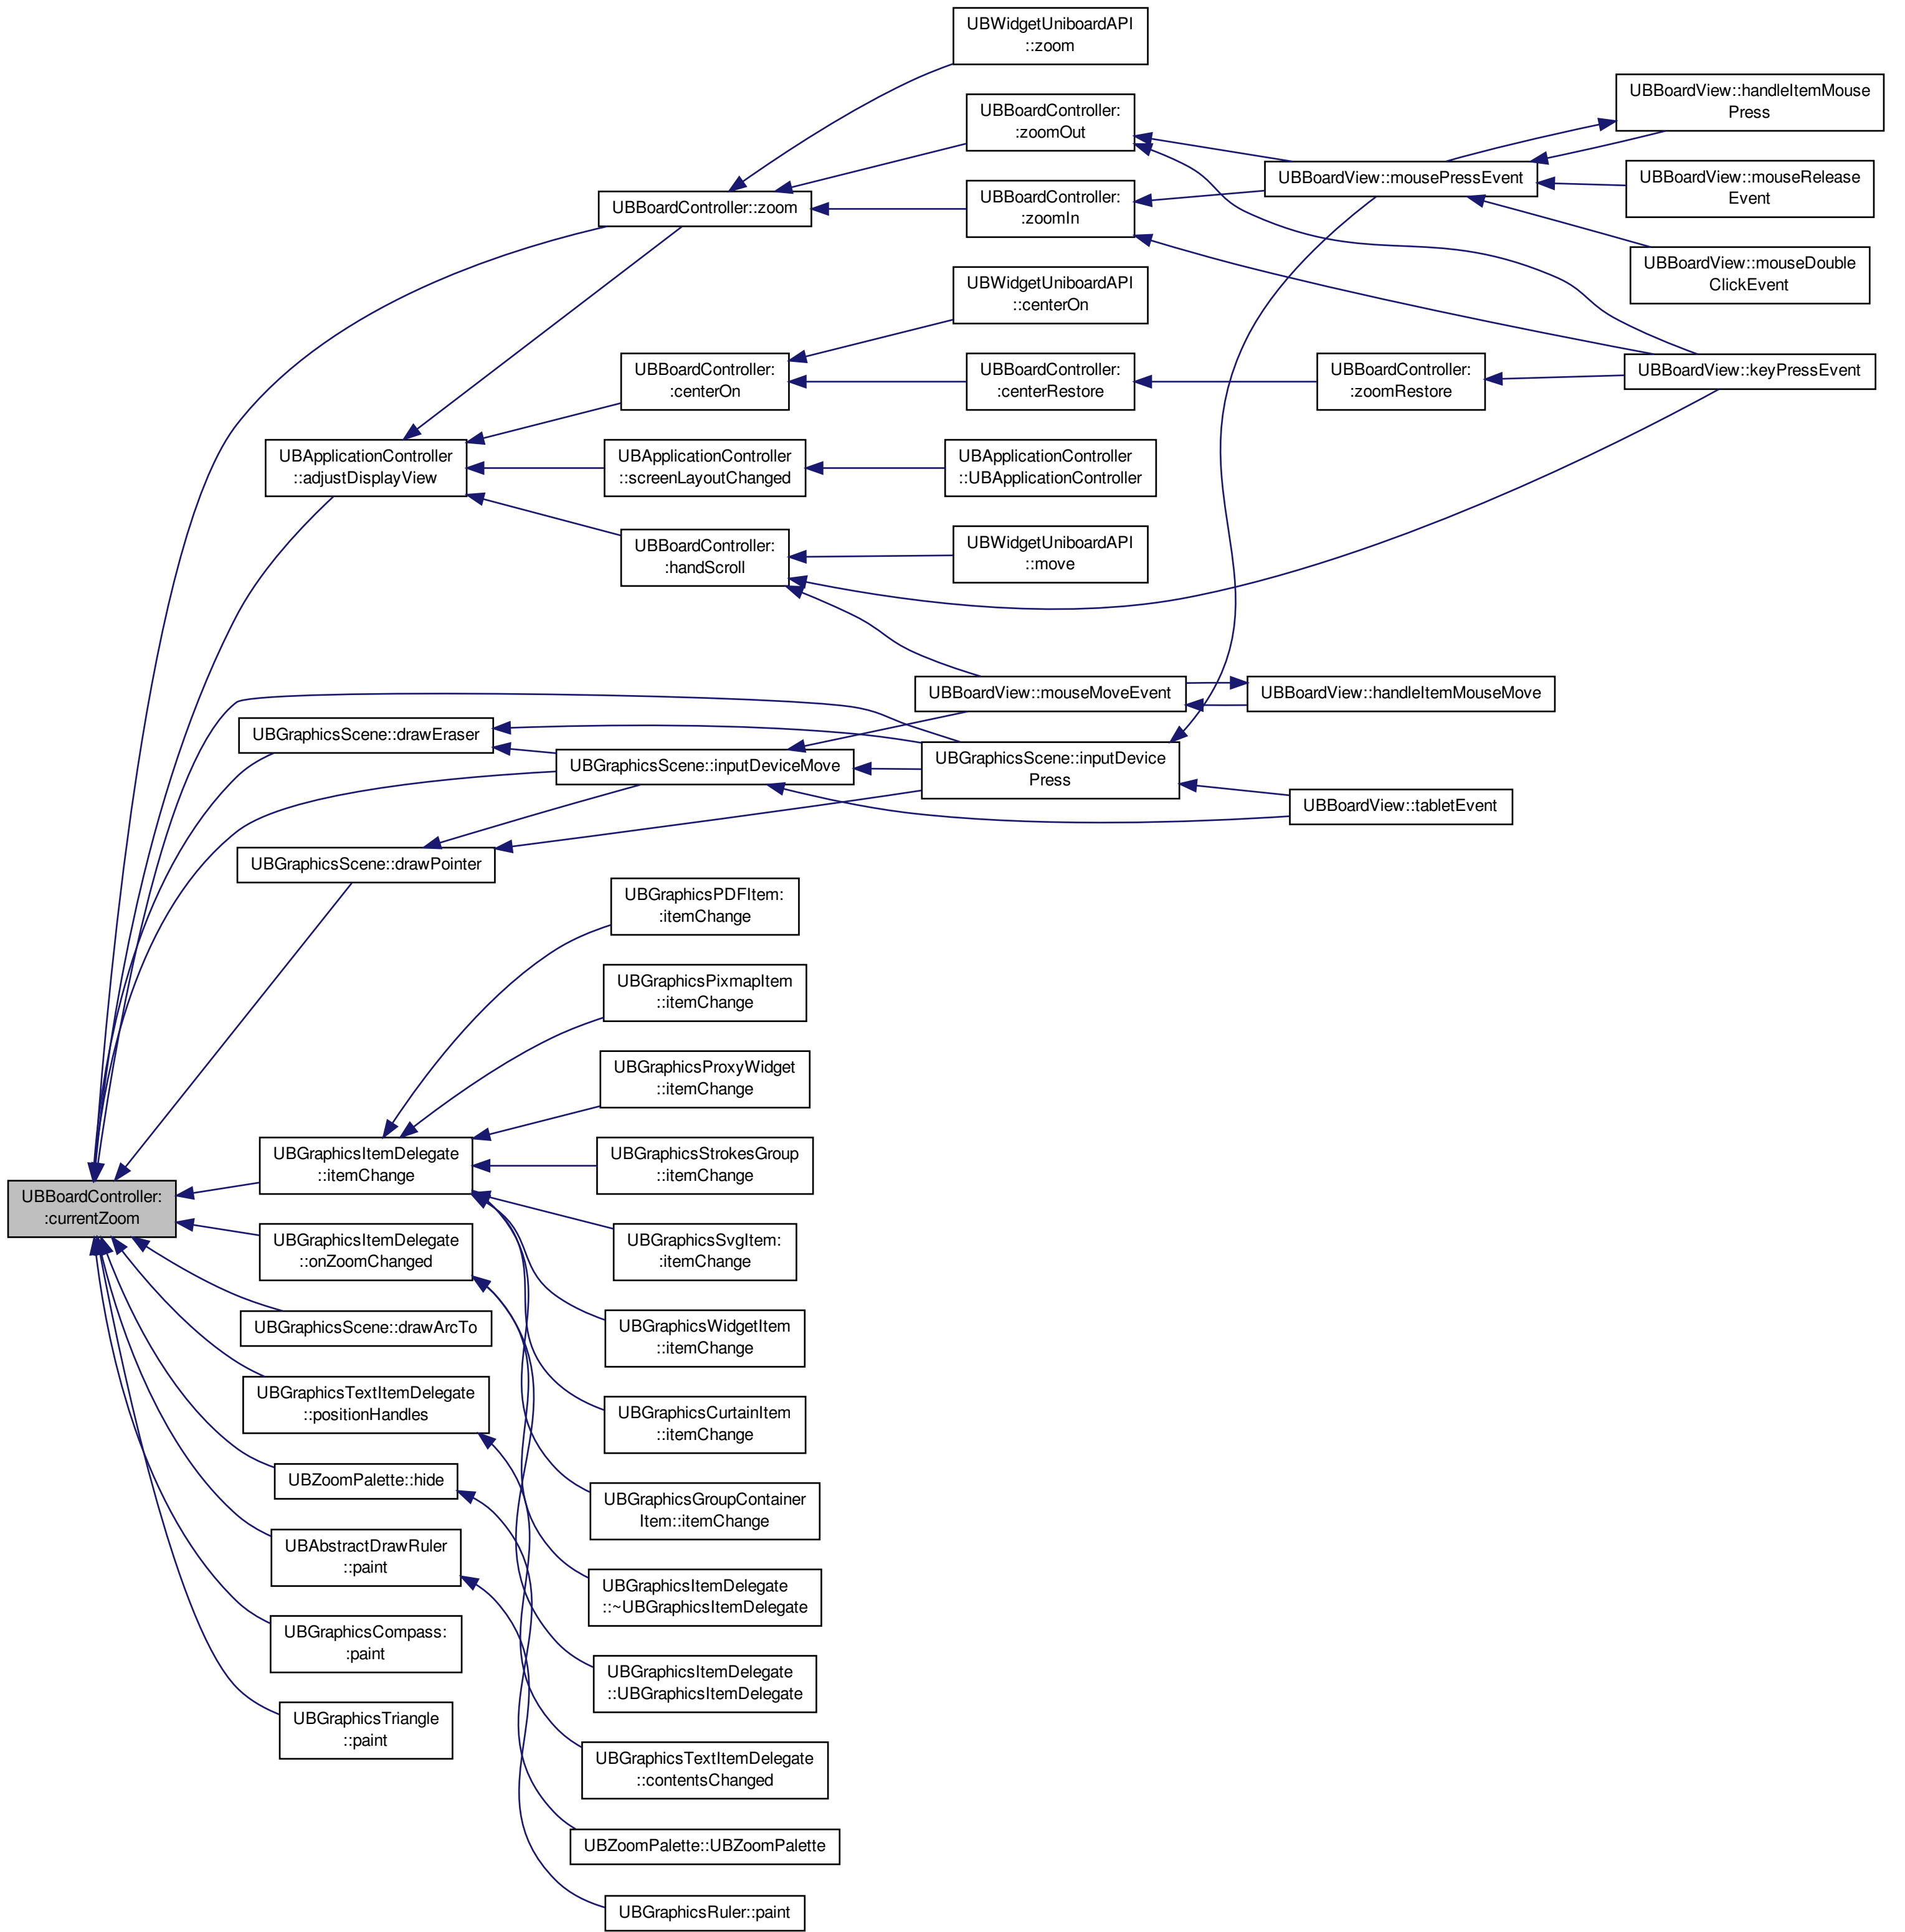 UBWidgetUniboardAPI
::zoom
UBBoardController:
:zoomOut
UBBoardView::handleItemMouse
Press
UBBoardView::mousePressEvent
UBBoardView::mouseRelease
Event
UBBoardController::zoom
UBBoardController:
:zoomIn
UBBoardView::mouseDouble
ClickEvent
UBWidgetUniboardAPI
::centerOn
UBBoardController:
:centerOn
UBBoardController:
:centerRestore
UBBoardController:
:zoomRestore
UBBoardView::keyPressEvent
UBApplicationController
::adjustDisplayView
UBApplicationController
::screenLayoutChanged
UBApplicationController
::UBApplicationController
UBBoardController:
:handScroll
UBWidgetUniboardAPI
::move
UBBoardView::mouseMoveEvent
UBBoardView::handleItemMouseMove
UBGraphicsScene::drawEraser
UBGraphicsScene::inputDeviceMove
UBGraphicsScene::inputDevice
Press
UBBoardView::tabletEvent
UBGraphicsScene::drawPointer
UBGraphicsPDFItem:
:itemChange
UBGraphicsPixmapItem
::itemChange
UBGraphicsProxyWidget
::itemChange
UBGraphicsItemDelegate
::itemChange
UBGraphicsStrokesGroup
::itemChange
UBBoardController:
:currentZoom
UBGraphicsItemDelegate
::onZoomChanged
UBGraphicsSvgItem:
:itemChange
UBGraphicsScene::drawArcTo
UBGraphicsWidgetItem
::itemChange
UBGraphicsTextItemDelegate
::positionHandles
UBGraphicsCurtainItem
::itemChange
UBZoomPalette::hide
UBGraphicsGroupContainer
Item::itemChange
UBAbstractDrawRuler
::paint
UBGraphicsItemDelegate
::~UBGraphicsItemDelegate
UBGraphicsCompass:
:paint
UBGraphicsItemDelegate
::UBGraphicsItemDelegate
UBGraphicsTriangle
::paint
UBGraphicsTextItemDelegate
::contentsChanged
UBZoomPalette::UBZoomPalette
UBGraphicsRuler::paint